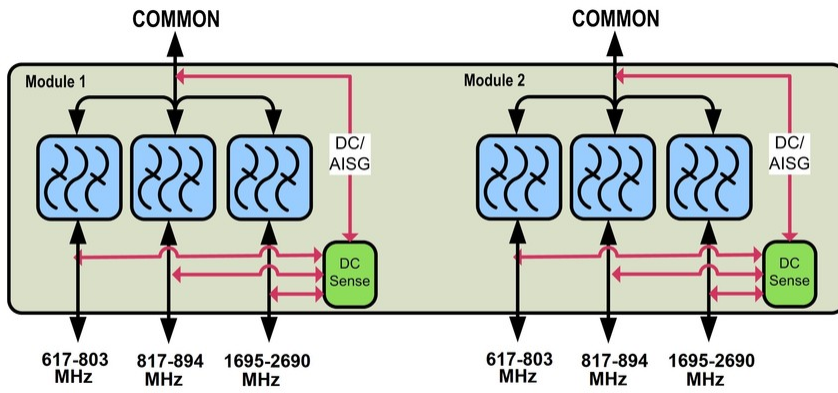 COMMON
COMMON
Module 1
Module 2
DC/
AISG
DC/
AISG
DC
Sense
DC
Sense
617-803
MHz
817-894
MHz
1695-2690
MHz
617-803
MHz
817-894
MHz
1695-2690
MHz